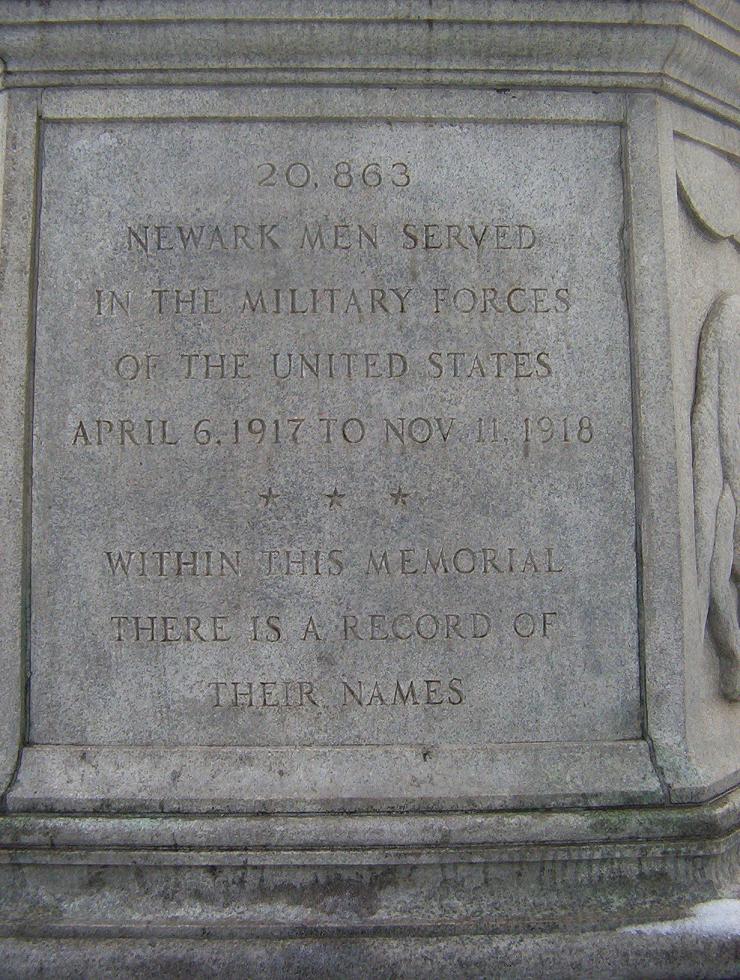 20,863
NEWARK MEN SERVED
IN THE MILITARY FORCES
OF THE UNITED STATES
APRIL 6, 1917 TO NOV. 11, 1918
★ ★ ★
WITHIN THIS MEMORIAL
THERE IS A RECORD OF
THEIR NAMES